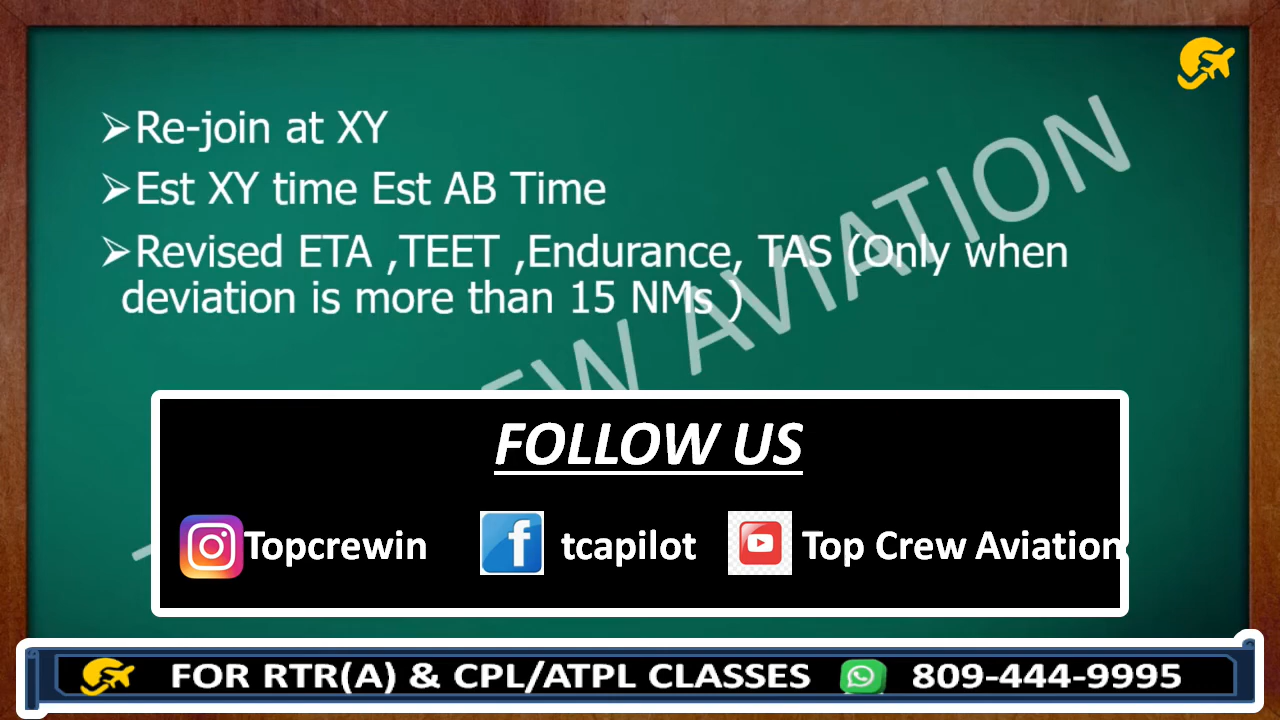 ➢Re-join at XY
➢Est XY time Est AB Time
➢Revised ETA ,TEET ,Endurance, TAS (Only when
deviation is more than 15 NMs )
EW AVIATION
FOLLOW US
Topcrewin tcapilot Top Crew Aviation
FOR RTR(A) & CPL/ATPL CLASSES 809-444-9995